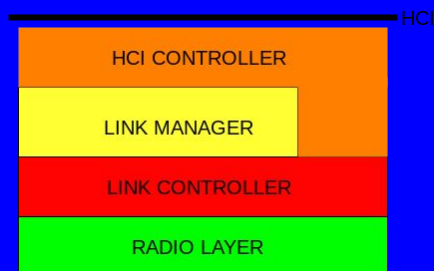 HCI
HCI CONTROLLER
LINK MANAGER
LINK CONTROLLER
RADIO LAYER